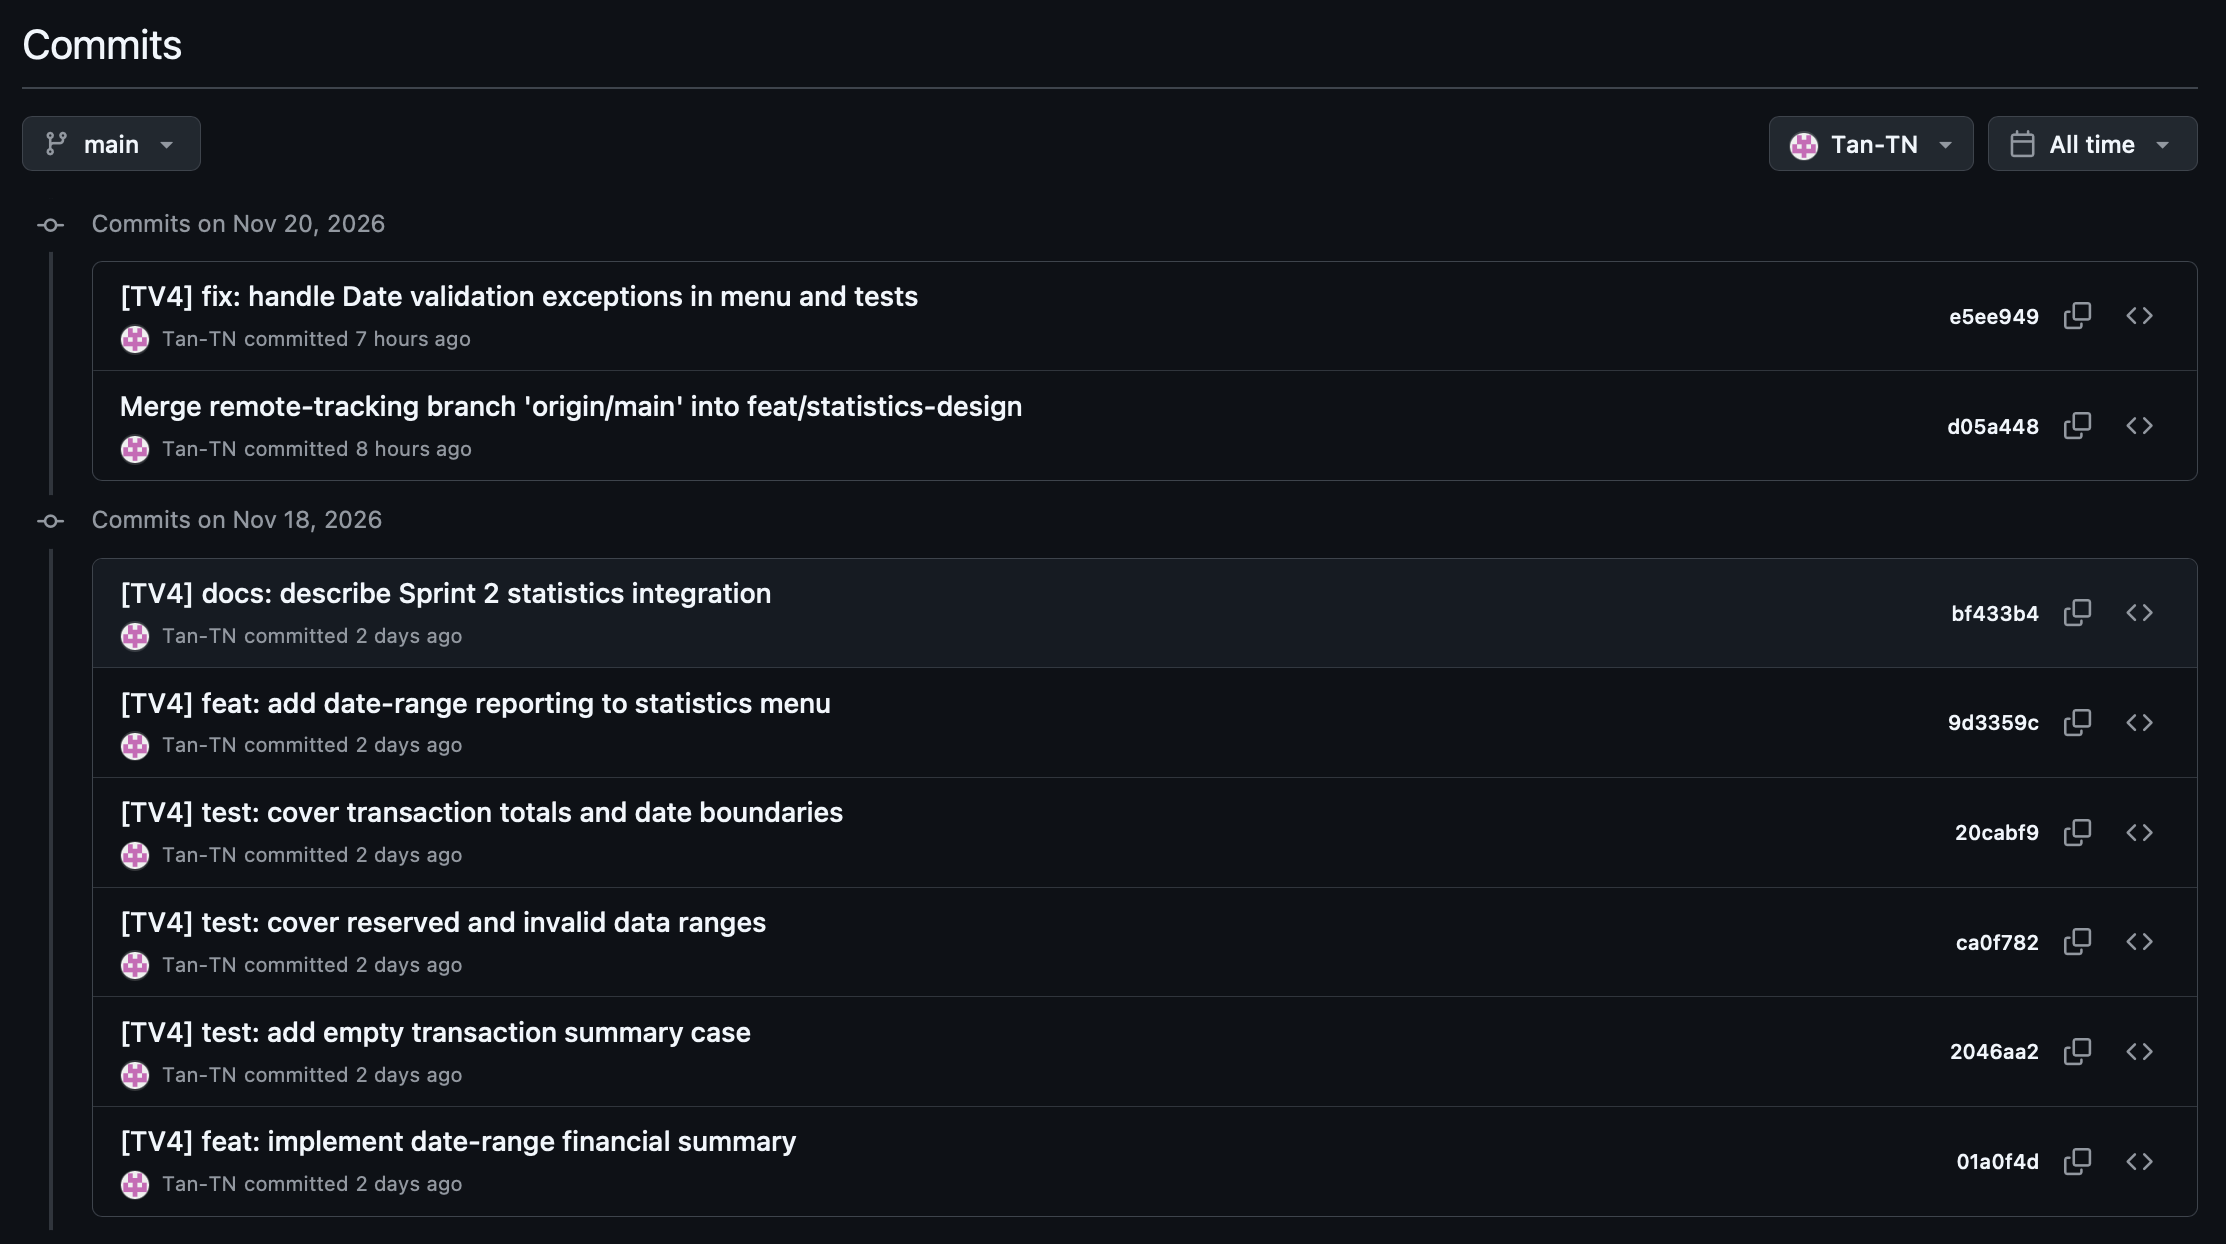 Commits
main
Tan-TN
All time
Commits on Nov 20, 2026
[TV4] fix: handle Date validation exceptions in menu and tests
Tan-TN committed 7 hours ago
e5ee949
Merge remote-tracking branch 'origin/main' into feat/statistics-design
Tan-TN committed 8 hours ago
d05a448
Commits on Nov 18, 2026
[TV4] docs: describe Sprint 2 statistics integration
Tan-TN committed 2 days ago
bf433b4
[TV4] feat: add date-range reporting to statistics menu
Tan-TN committed 2 days ago
9d3359c
[TV4] test: cover transaction totals and date boundaries
Tan-TN committed 2 days ago
20cabf9
[TV4] test: cover reserved and invalid data ranges
Tan-TN committed 2 days ago
ca0f782
[TV4] test: add empty transaction summary case
Tan-TN committed 2 days ago
2046aa2
[TV4] feat: implement date-range financial summary
Tan-TN committed 2 days ago
01a0f4d